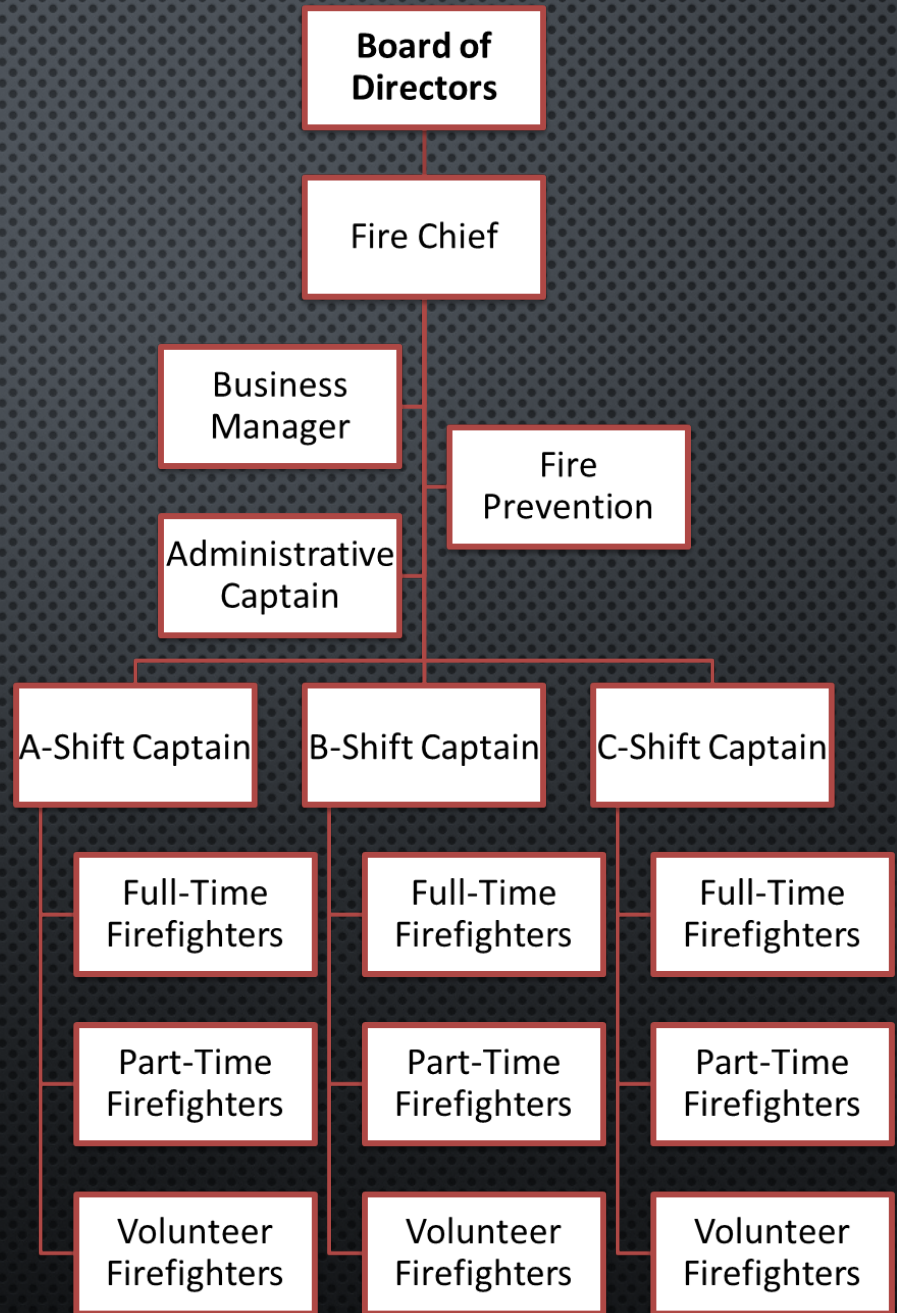 Board of
Directors
Fire Chief
Business
Manager
Fire
Prevention
Administrative
Captain
A-Shift Captain
B-Shift Captain
C-Shift Captain
Full-Time
Firefighters
Full-Time
Firefighters
Full-Time
Firefighters
Part-Time
Firefighters
Part-Time
Firefighters
Part-Time
Firefighters
Volunteer
Firefighters
Volunteer
Firefighters
Volunteer
Firefighters